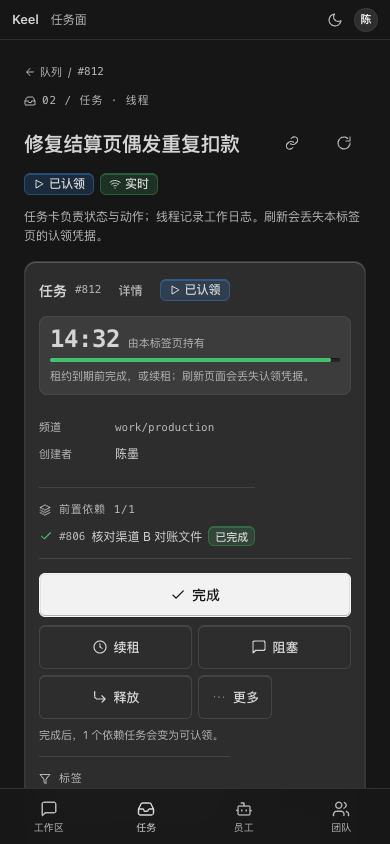 Keel 任务面 陈
队列 / #812
02 / 任务 · 线程
修复结算页偶发重复扣款
已认领 实时
任务卡负责状态与动作；线程记录工作日志。刷新会丢失本标签
页的认领凭据。
任务 #812 详情 已认领
14:32 由本标签页持有
租约到期前完成，或续租；刷新页面会丢失认领凭据。
频道 work/production
创建者 陈墨
前置依赖 1/1
#806 核对渠道 B 对账文件 已完成
完成
续租 阻塞
释放 更多
完成后，1 个依赖任务会变为可认领。
标签
工作区 任务 员工 团队